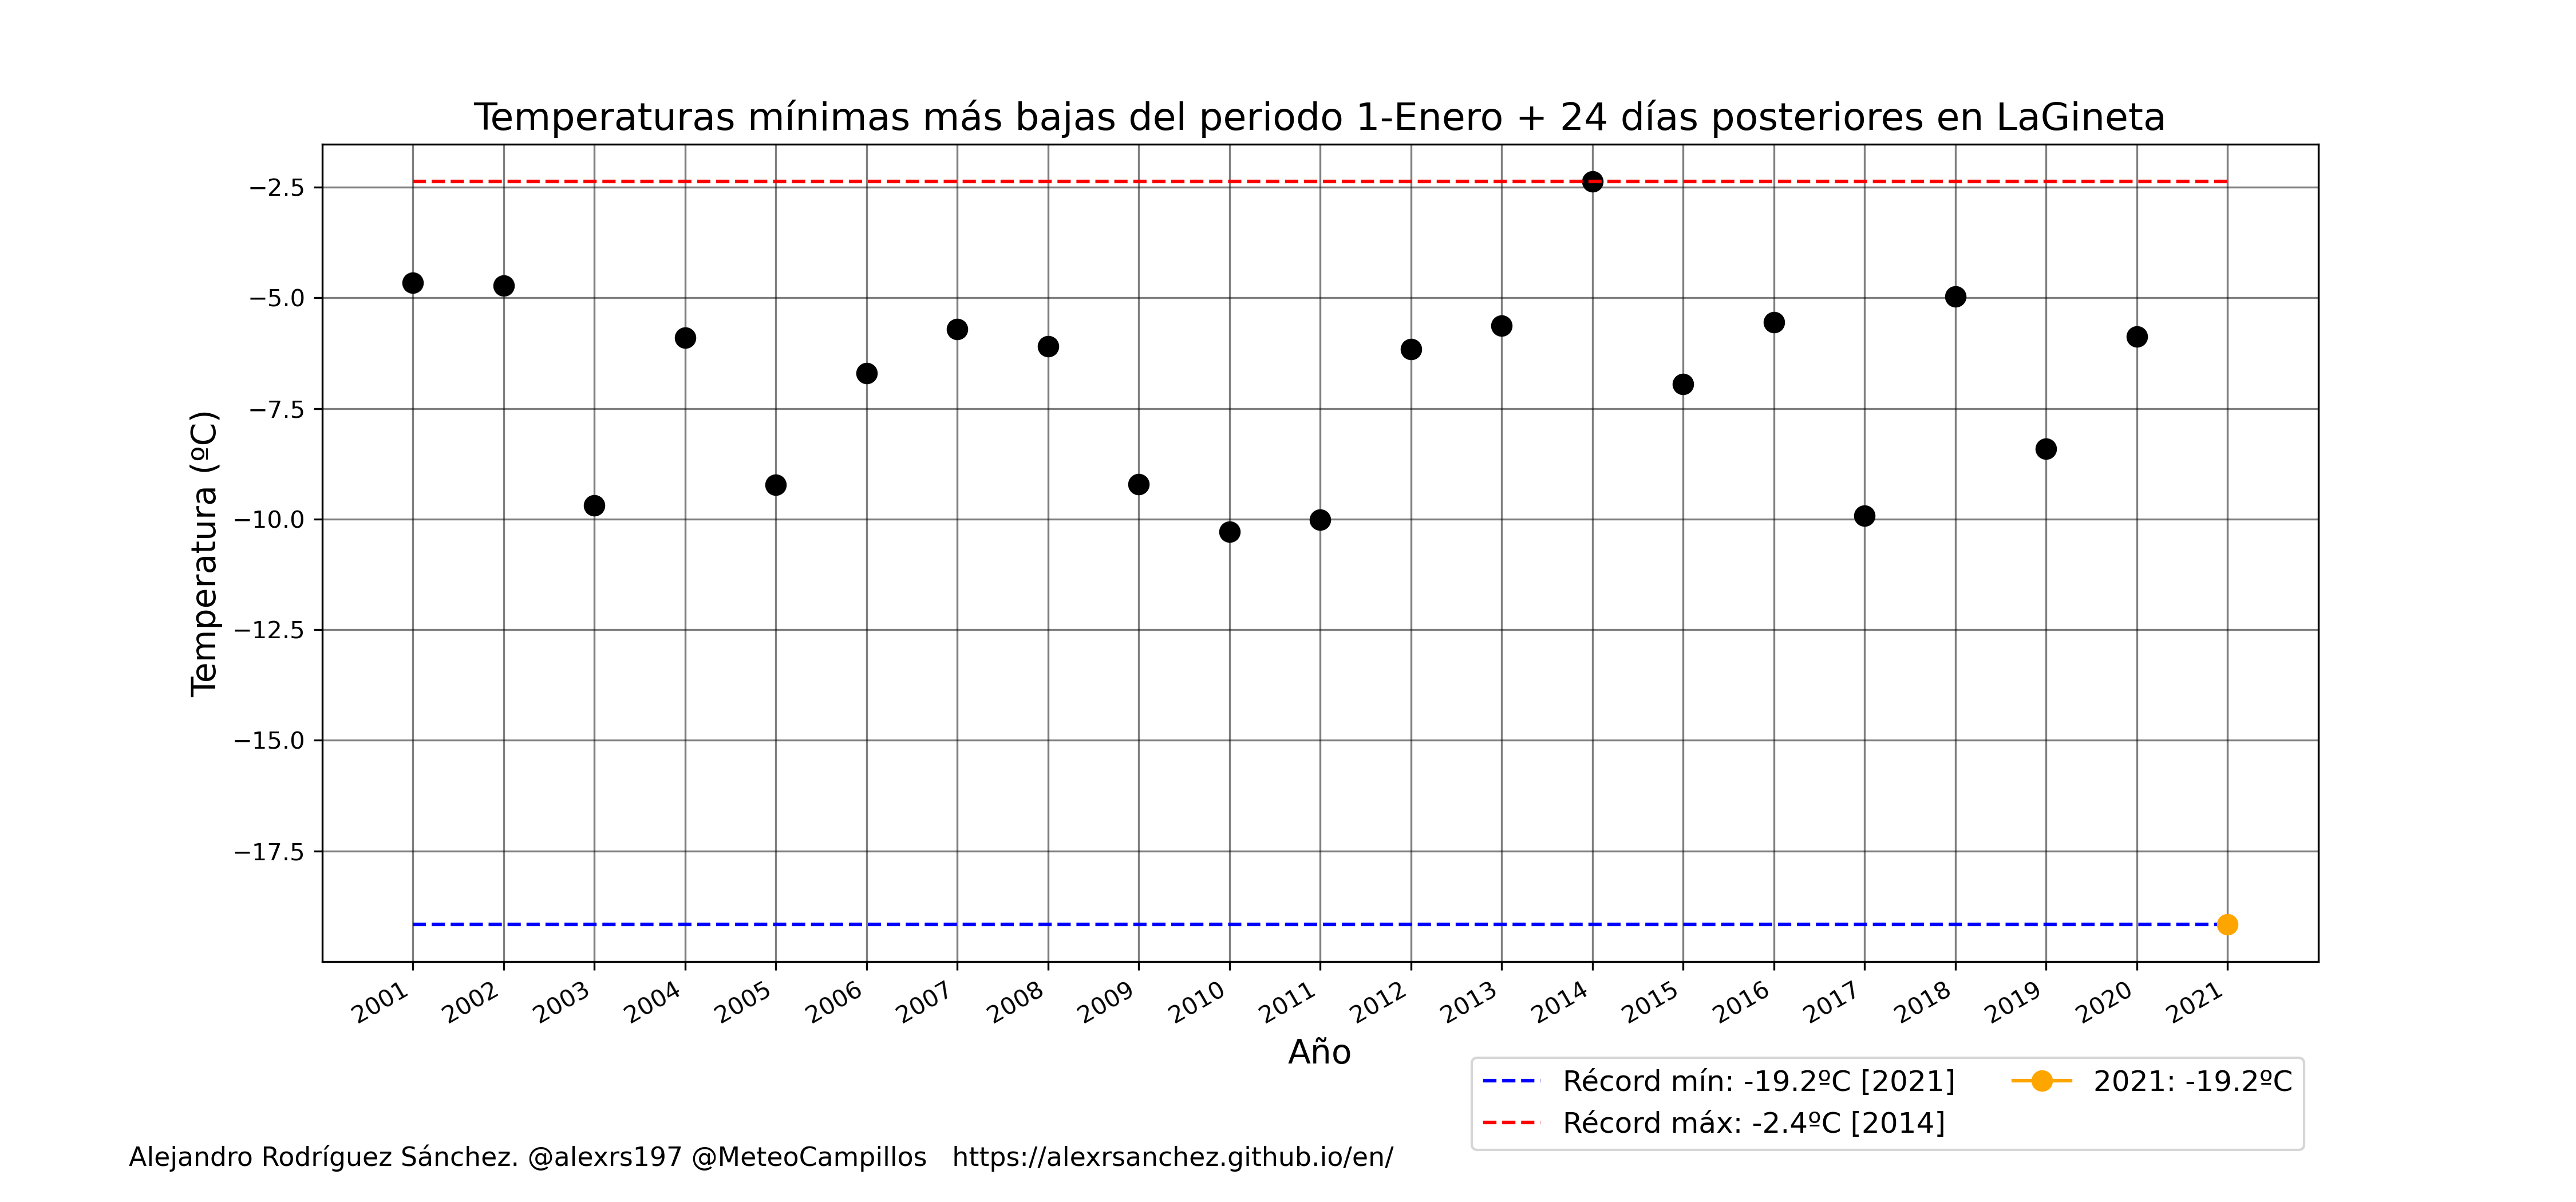 Temperaturas mínimas más bajas del periodo 1-Enero + 24 días posteriores en LaGineta
Temperatura (ºC)
−2.5
−5.0
−7.5
−10.0
−12.5
−15.0
−17.5
2001 2002 2003 2004 2005 2006 2007 2008 2009 2010 2011 2012 2013 2014 2015 2016 2017 2018 2019 2020 2021
Año
Récord mín: -19.2ºC [2021]
Récord máx: -2.4ºC [2014]
2021: -19.2ºC
Alejandro Rodríguez Sánchez. @alexrs197 @MeteoCampillos https://alexrsanchez.github.io/en/